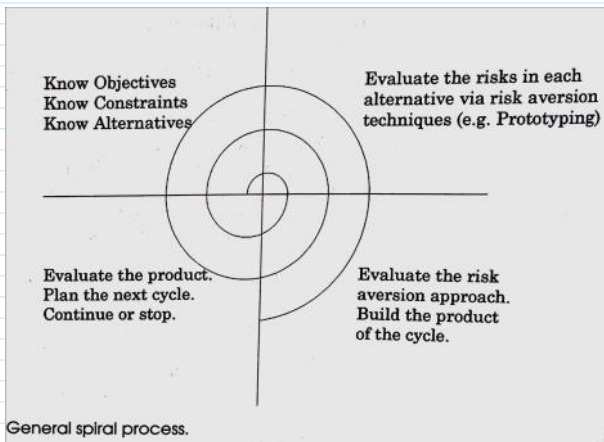 Know Objectives
Know Constraints
Know Alternatives
Evaluate the risks in each
alternative via risk aversion
techniques (e.g. Prototyping)
Evaluate the product.
Plan the next cycle.
Continue or stop.
Evaluate the risk
aversion approach.
Build the product
of the cycle.
General spiral process.